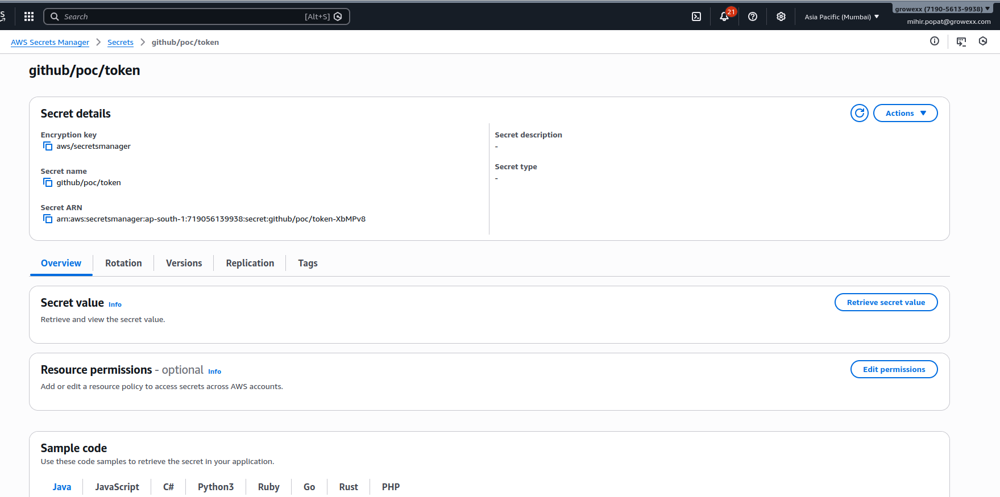 Search [Alt+S]
21
Asia Pacific (Mumbai)
growexx (7190-5613-9938)
mihir.popat@growexx.com
AWS Secrets Manager > Secrets > github/poc/token
github/poc/token
Secret details
Actions
Encryption key
aws/secretsmanager
Secret name
github/poc/token
Secret ARN
arn:aws:secretsmanager:ap-south-1:719056139938:secret:github/poc/token-XbMPv8
Secret description
-
Secret type
-
Overview Rotation Versions Replication Tags
Secret value Info
Retrieve secret value
Retrieve and view the secret value.
Resource permissions - optional Info
Edit permissions
Add or edit a resource policy to access secrets across AWS accounts.
Sample code
Use these code samples to retrieve the secret in your application.
Java JavaScript C# Python3 Ruby Go Rust PHP